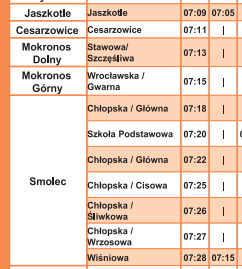 Jaszkotle Jaszkotle 07:09 07:05
Cesarzowice Cesarzowice 07:11 |
Mokronos Dolny Stawowa/ Szczęśliwa 07:13 |
Mokronos Górny Wrocławska / Gwarna 07:15 |
Smolec
Chłopska / Główna 07:18 |
Szkoła Podstawowa 07:20 |
Chłopska / Główna 07:22 |
Chłopska / Cisowa 07:25 |
Chłopska / Śliwkowa 07:26 |
Chłopska / Wrzosowa 07:27 |
Wiśniowa 07:28 07:15